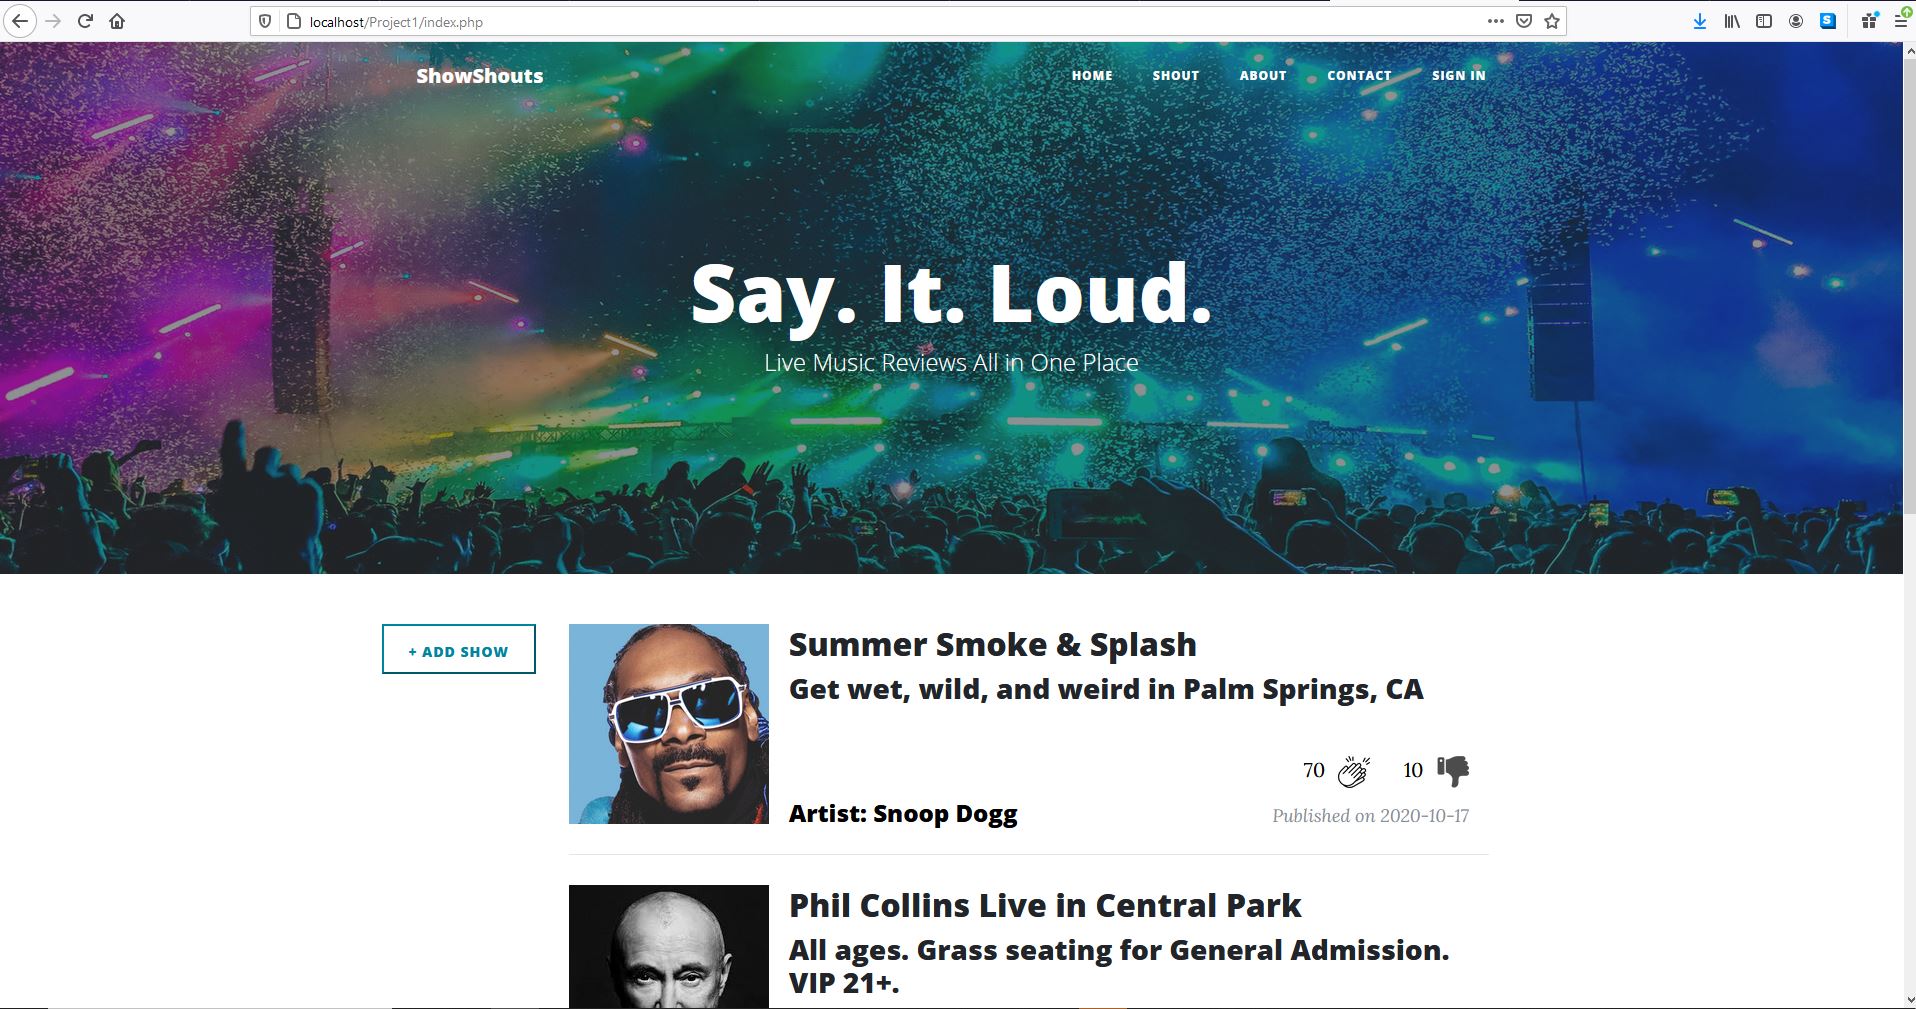 localhost/Project1/index.php
ShowShouts
HOME SHOUT ABOUT CONTACT SIGN IN
Say. It. Loud.
Live Music Reviews All in One Place
+ ADD SHOW
Summer Smoke & Splash
Get wet, wild, and weird in Palm Springs, CA
70 10
Artist: Snoop Dogg
Published on 2020-10-17
Phil Collins Live in Central Park
All ages. Grass seating for General Admission.
VIP 21+.